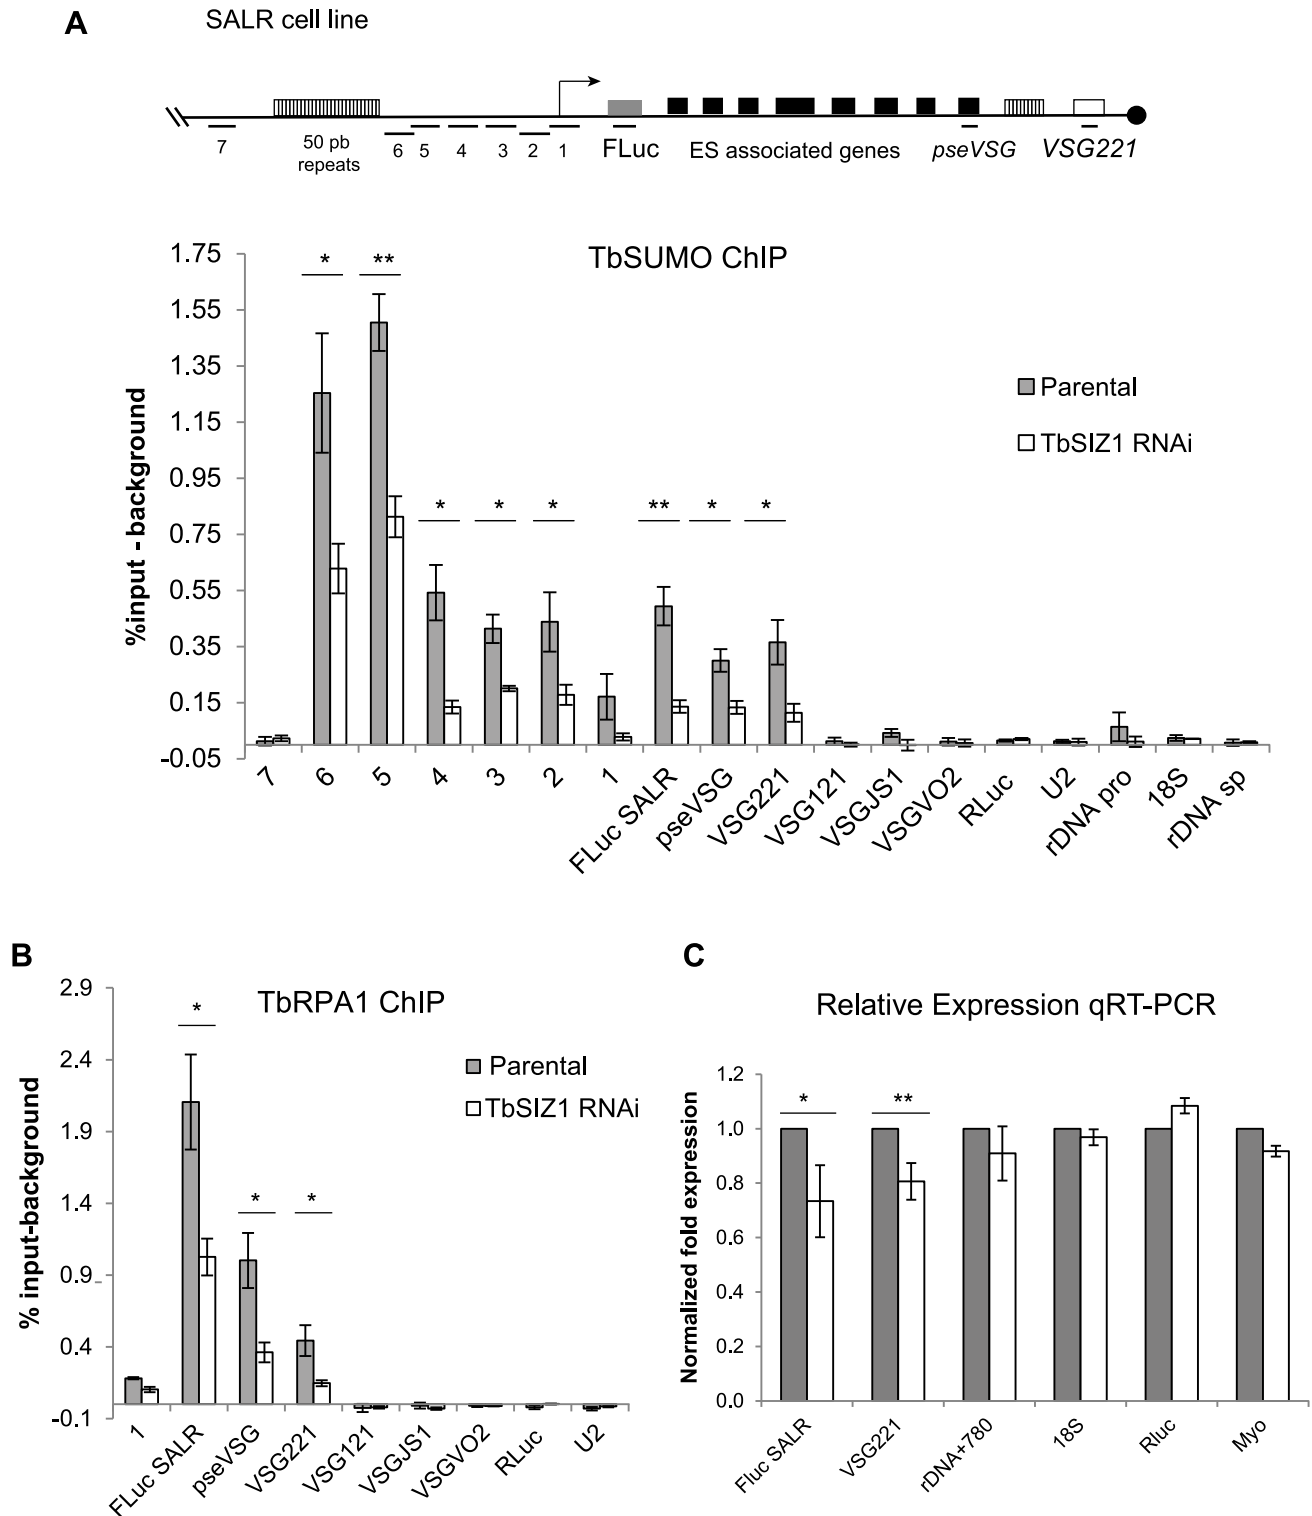 A
SALR cell line
7
50 pb
repeats
6
5
4
3
2
1
FLuc
ES associated genes
pseVSG
VSG221
TbSUMO ChIP
%input - background
1.75
1.55
1.35
1.15
0.95
0.75
0.55
0.35
0.15
-0.05
*
**
*
*
*
**
*
*
Parental
TbSIZ1 RNAi
7
6
5
4
3
2
1
FLuc SALR
pseVSG
VSG221
VSG121
VSGJS1
VSGVO2
RLuc
U2
rDNA pro
18S
rDNA sp
B
TbRPA1 ChIP
% input-background
2.9
2.4
1.9
1.4
0.9
0.4
-0.1
*
*
*
Parental
TbSIZ1 RNAi
1
FLuc SALR
pseVSG
VSG221
VSG121
VSGJS1
VSGVO2
RLuc
U2
C
Relative Expression qRT-PCR
Normalized fold expression
1.2
1.0
0.8
0.6
0.4
0.2
0.0
*
**
Fluc SALR
VSG221
rDNA+780
18S
Rluc
Myo